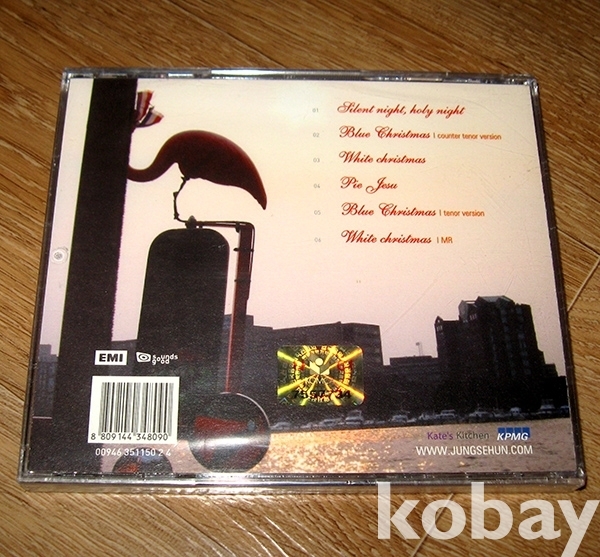 01 Silent night, holy night
02 Blue Christmas | counter tenor version
03 White christmas
04 Pie Jesu
05 Blue Christmas | tenor version
06 White christmas | MR
EMI sounds good
8 809144 348090
00946 351150 2 4
Kate's Kitchen KPMG
WWW.JUNGSEHUN.COM
kobay